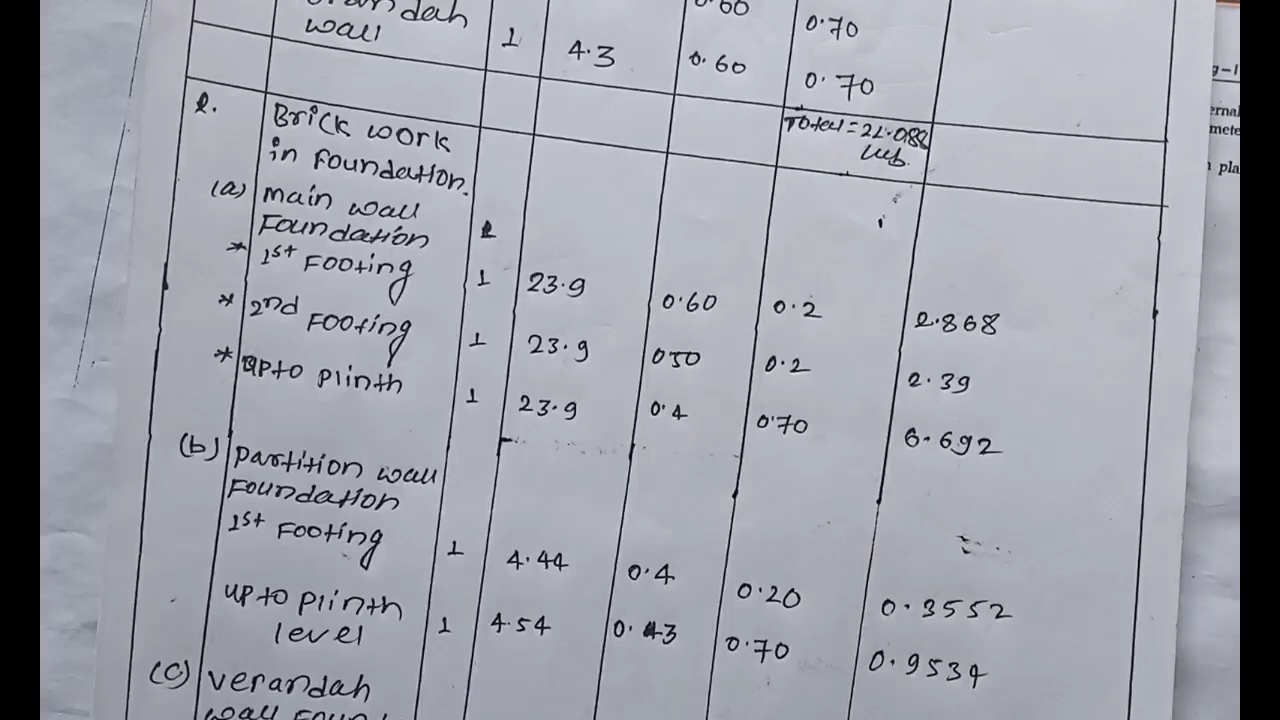 wall 1 4.3 0.60 0.70
0.60 0.70
2. Brick work
in Foundation.
Total = 21.088
cub.
(a) main wall
Foundation
* 1st Footing 1 23.9 0.60 0.2 2.868
* 2nd Footing 1 23.9 050 0.2 2.39
* upto plinth 1 23.9 0.4 0.70 6.692
(b) partition wall
Foundation
1st Footing 1 4.44 0.4 0.20 0.3552
upto plinth
level 1 4.54 0.43 0.70 0.9534
(c) verandah
wall